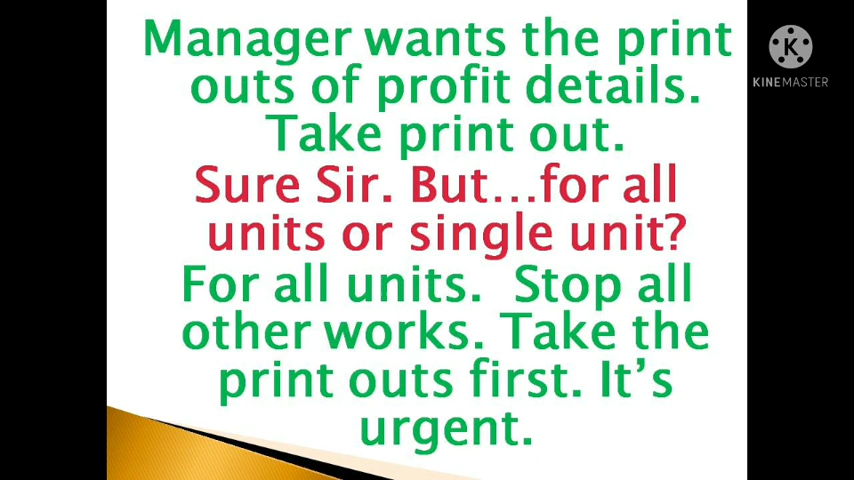 Manager wants the print
outs of profit details.
Take print out.
Sure Sir. But...for all
units or single unit?
For all units.  Stop all
other works. Take the
print outs first. It's
urgent.
K
KINEMASTER